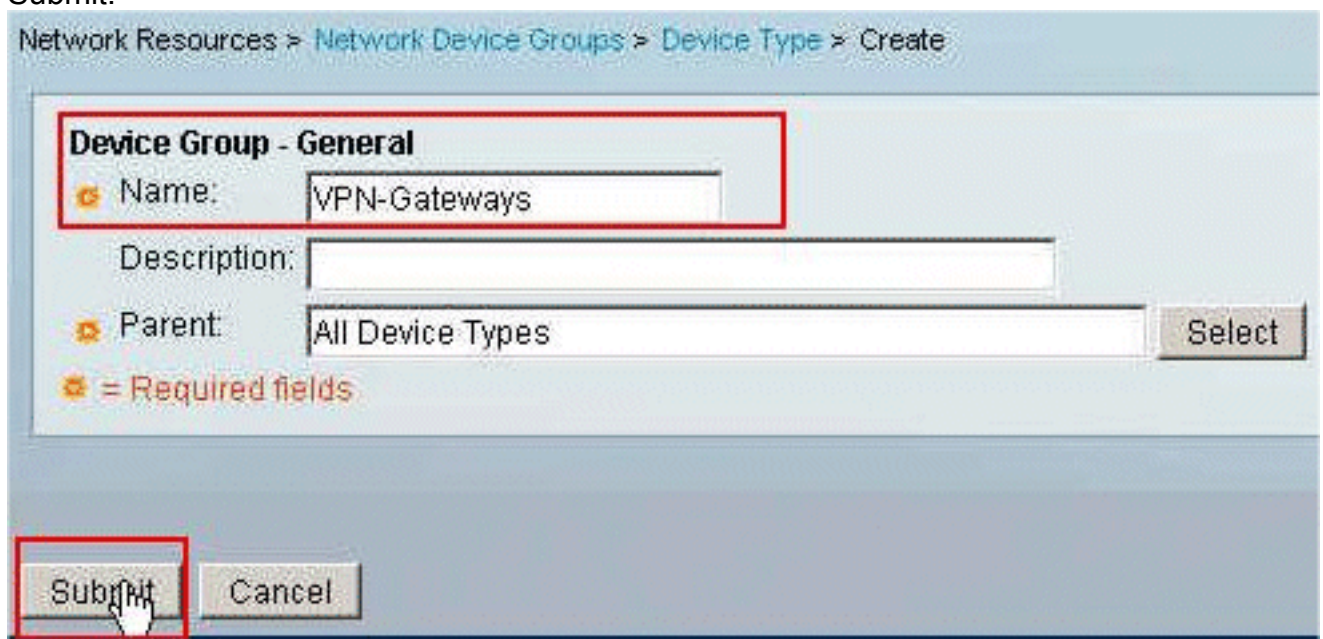 Submit.
Network Resources > Network Device Groups > Device Type > Create
Device Group - General
Name: VPN-Gateways
Description:
Parent: All Device Types Select
= Required fields
Submit Cancel